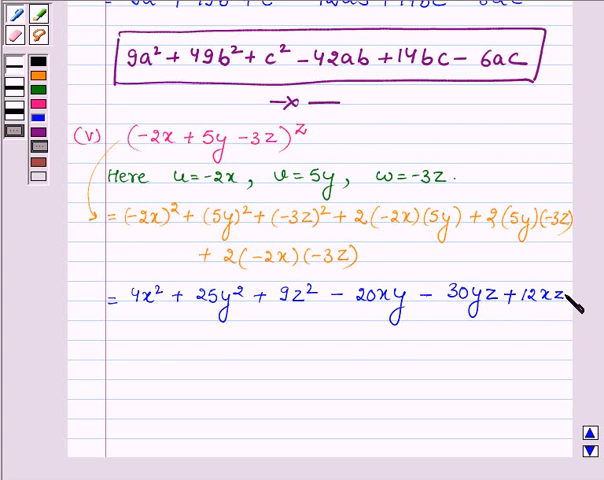 9a² + 49b² + c² - 42ab + 14bc - 6ac
(v) (-2x + 5y - 3z)²
Here u = -2x, v = 5y, w = -3z.
= (-2x)² + (5y)² + (-3z)² + 2(-2x)(5y) + 2(5y)(-3z)
+ 2(-2x)(-3z)
= 4x² + 25y² + 9z² - 20xy - 30yz + 12xz